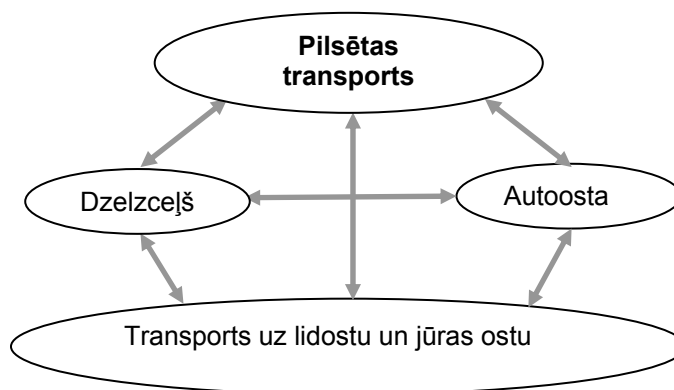 Pilsētas
transports
Dzelzceļš
Autoosta
Transports uz lidostu un jūras ostu